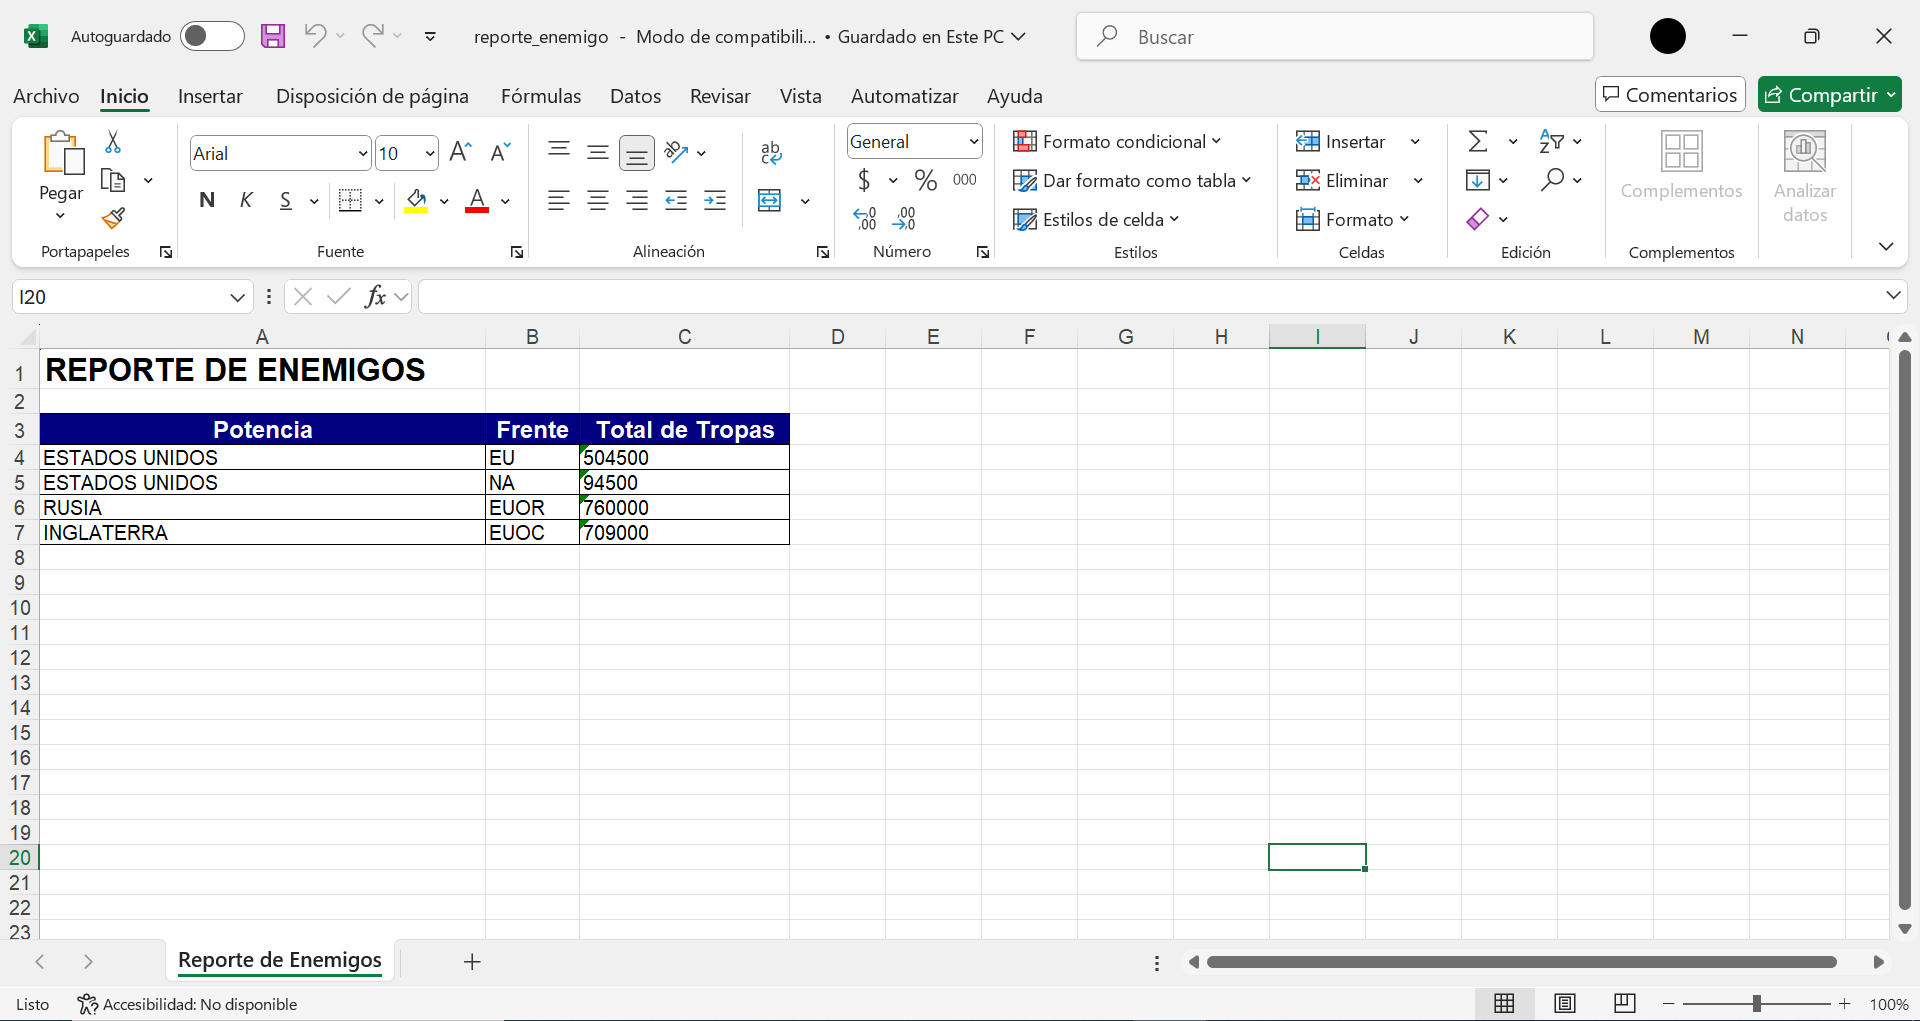 Autoguardado reporte_enemigo - Modo de compatibili... • Guardado en Este PC Buscar
Archivo Inicio Insertar Disposición de página Fórmulas Datos Revisar Vista Automatizar Ayuda Comentarios Compartir
Pegar
Portapapeles
Arial 10
N K S
Fuente
ab
Alineación
General
$ % 000
Número
Formato condicional
Dar formato como tabla
Estilos de celda
Estilos
Insertar
Eliminar
Formato
Celdas
Edición
Complementos
Complementos
Analizar
datos
I20 fx
A B C D E F G H I J K L M N
1 REPORTE DE ENEMIGOS
2
3 Potencia Frente Total de Tropas
4 ESTADOS UNIDOS EU 504500
5 ESTADOS UNIDOS NA 94500
6 RUSIA EUOR 760000
7 INGLATERRA EUOC 709000
8
9
10
11
12
13
14
15
16
17
18
19
20
21
22
23
Reporte de Enemigos
Listo Accesibilidad: No disponible 100%